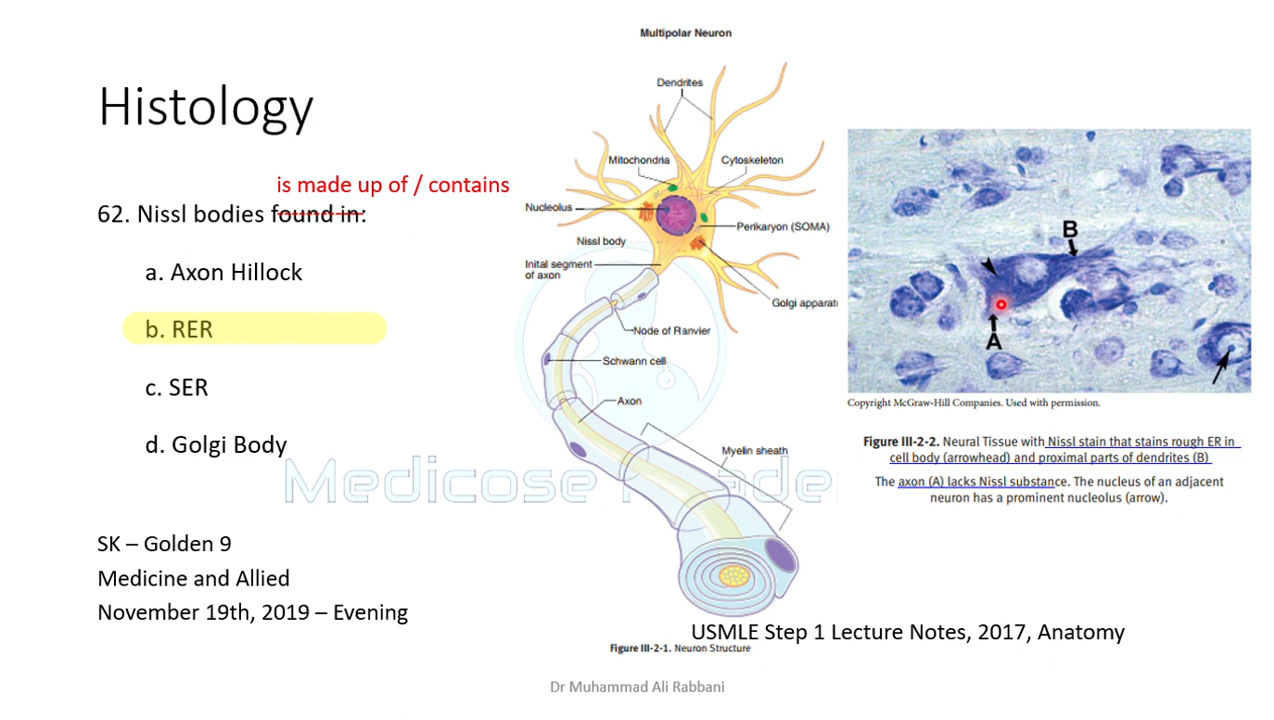 Histology
is made up of / contains
62. Nissl bodies found in:
a. Axon Hillock
b. RER
c. SER
d. Golgi Body
SK – Golden 9
Medicine and Allied
November 19th, 2019 – Evening
Multipolar Neuron
Dendrites
Mitochondria
Cytoskeleton
Nucleolus
Perikaryon (SOMA)
Nissl body
Inital segment
of axon
Golgi apparat
Node of Ranvier
Schwann cell
Axon
Myelin sheath
Medicose
Figure III-2-1. Neuron Structure
B
A
Copyright McGraw-Hill Companies. Used with permission.
Figure III-2-2. Neural Tissue with Nissl stain that stains rough ER in
cell body (arrowhead) and proximal parts of dendrites (B)
The axon (A) lacks Nissl substance. The nucleus of an adjacent
neuron has a prominent nucleolus (arrow).
USMLE Step 1 Lecture Notes, 2017, Anatomy
Dr Muhammad Ali Rabbani